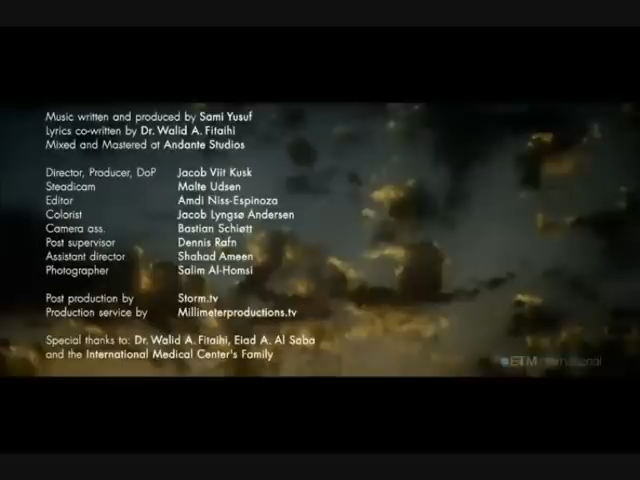 Music written and produced by Sami Yusuf
Lyrics co-written by Dr. Walid A. Fitaihi
Mixed and Mastered at Andante Studios
Director, Producer, DoP Jacob Viit Kusk
Steadicam Malte Udsen
Editor Amdi Niss-Espinoza
Colorist Jacob Lyngsø Andersen
Camera ass. Bastian Schiøtt
Post supervisor Dennis Rafn
Assistant director Shahad Ameen
Photographer Salim Al-Homsi
Post production by Storm.tv
Production service by Millimeterproductions.tv
Special thanks to: Dr. Walid A. Fitaihi, Eiad A. Al Saba
and the International Medical Center's Family
ETM International